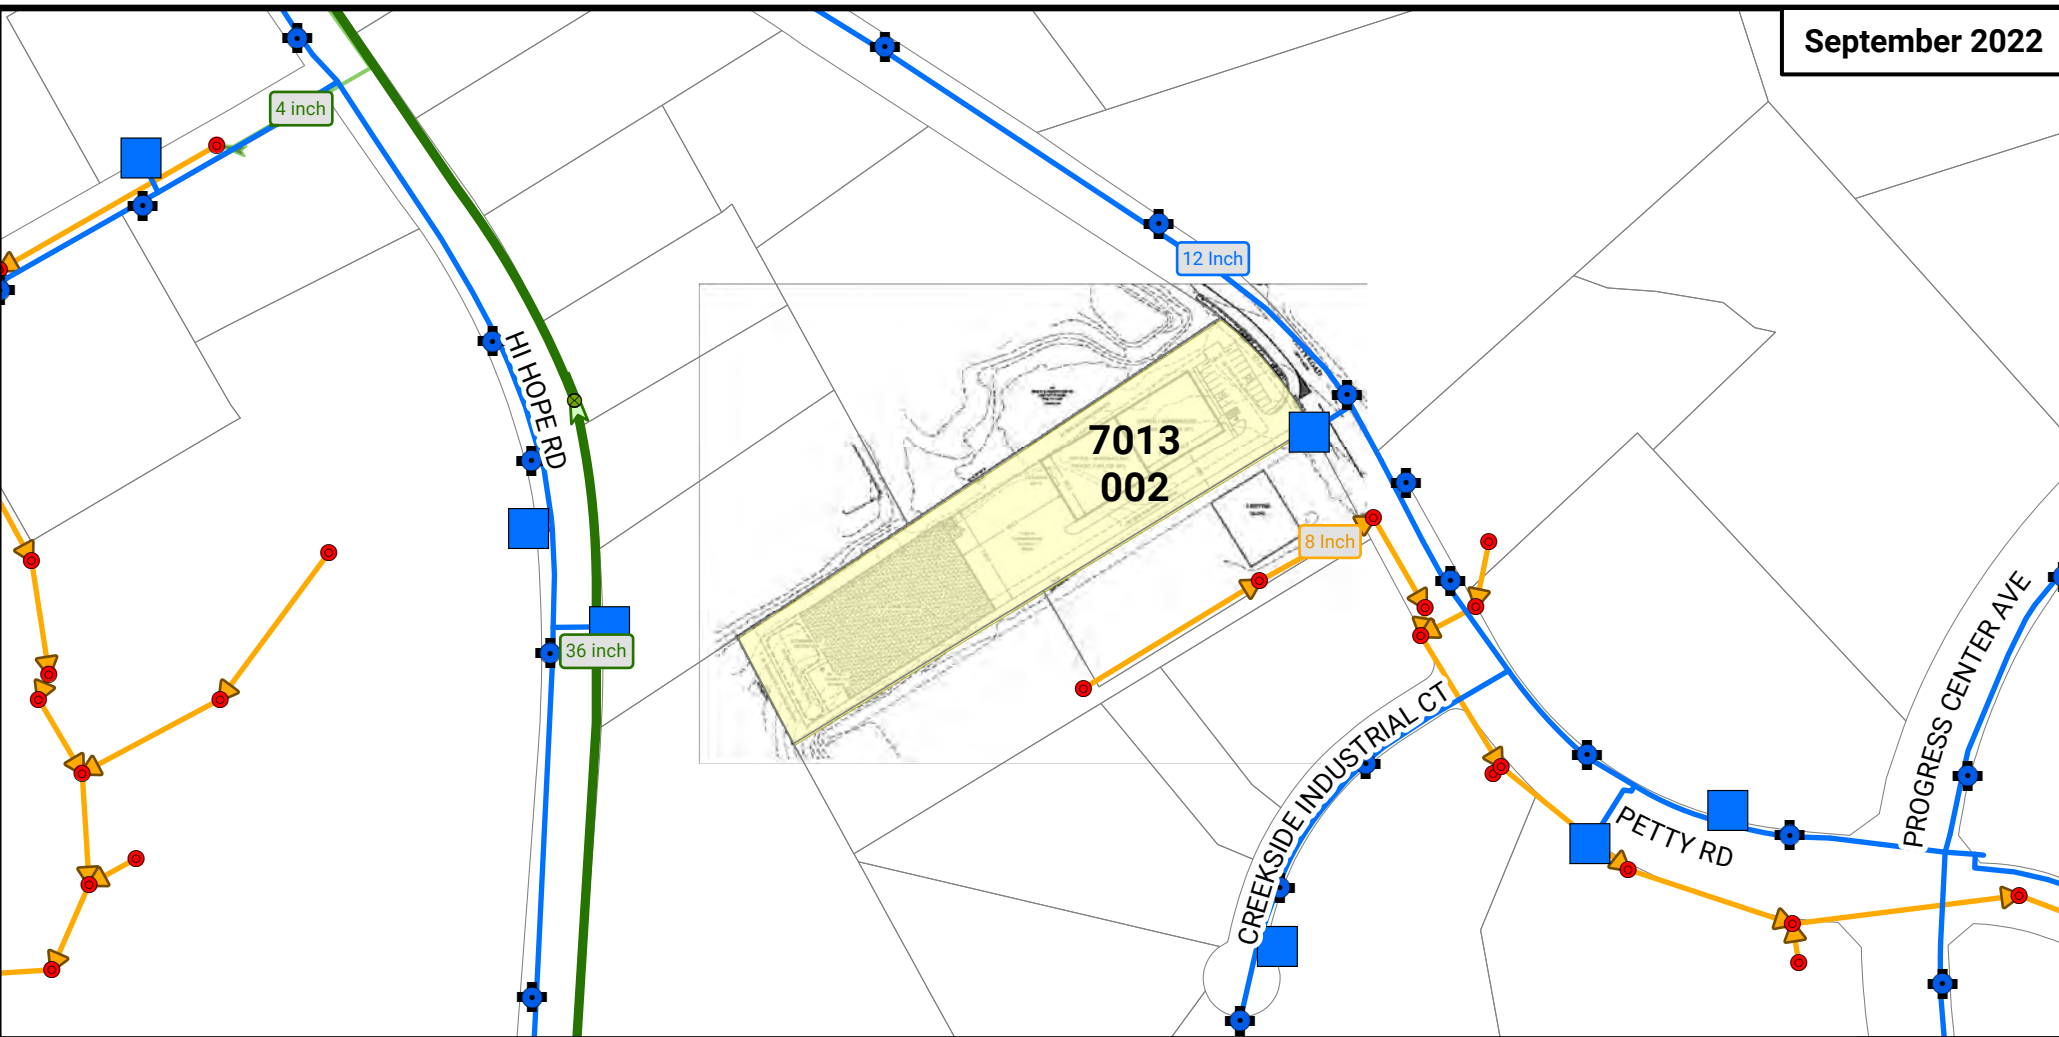 September 2022
4 inch
12 Inch
HI HOPE RD
7013
002
8 Inch
36 inch
PROGRESS CENTER AVE
CREEKSIDE INDUSTRIAL CT
PETTY RD